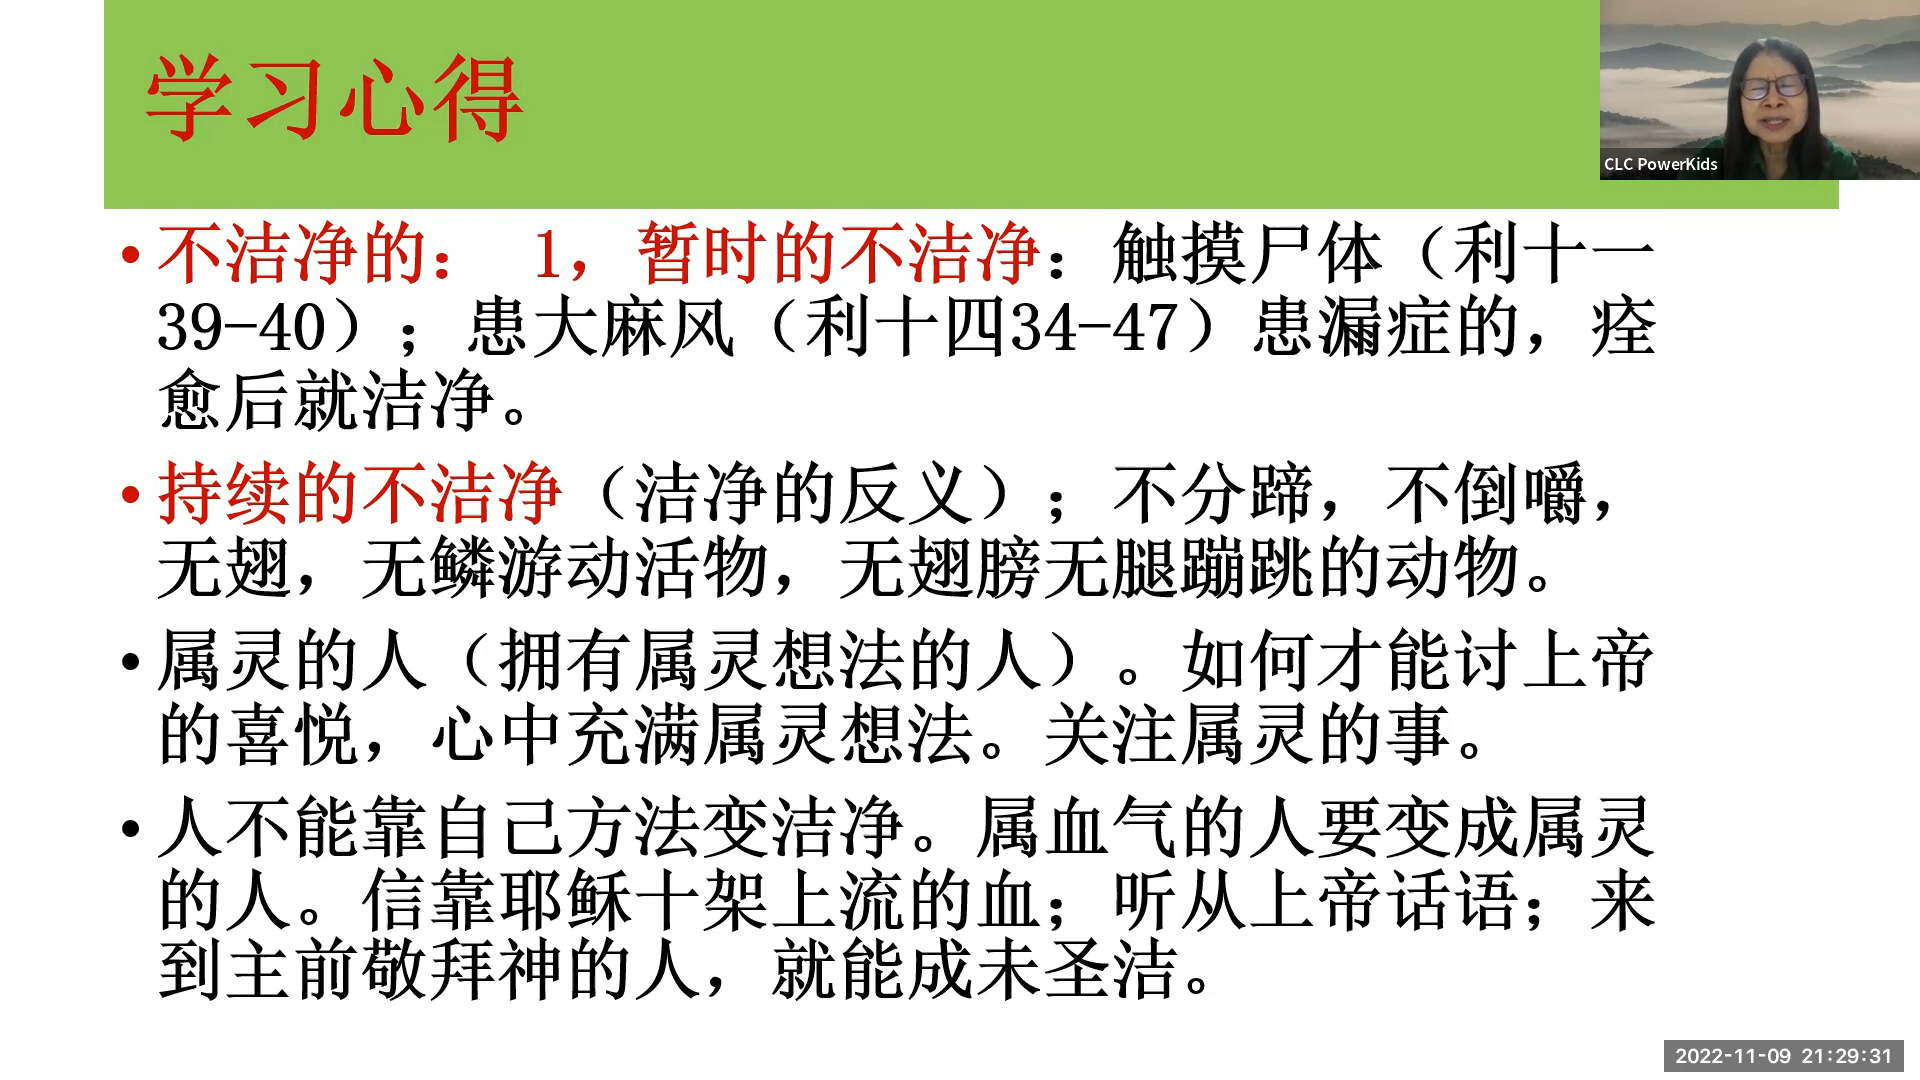 学习心得
CLC PowerKids
• 不洁净的： 1，暂时的不洁净：触摸尸体（利十一
39-40）；患大麻风（利十四34-47）患漏症的，痊
愈后就洁净。
• 持续的不洁净（洁净的反义）；不分蹄，不倒嚼，
无翅，无鳞游动活物，无翅膀无腿蹦跳的动物。
• 属灵的人（拥有属灵想法的人）。如何才能讨上帝
的喜悦，心中充满属灵想法。关注属灵的事。
• 人不能靠自己方法变洁净。属血气的人要变成属灵
的人。信靠耶稣十架上流的血；听从上帝话语；来
到主前敬拜神的人，就能成未圣洁。
2022-11-09 21:29:31